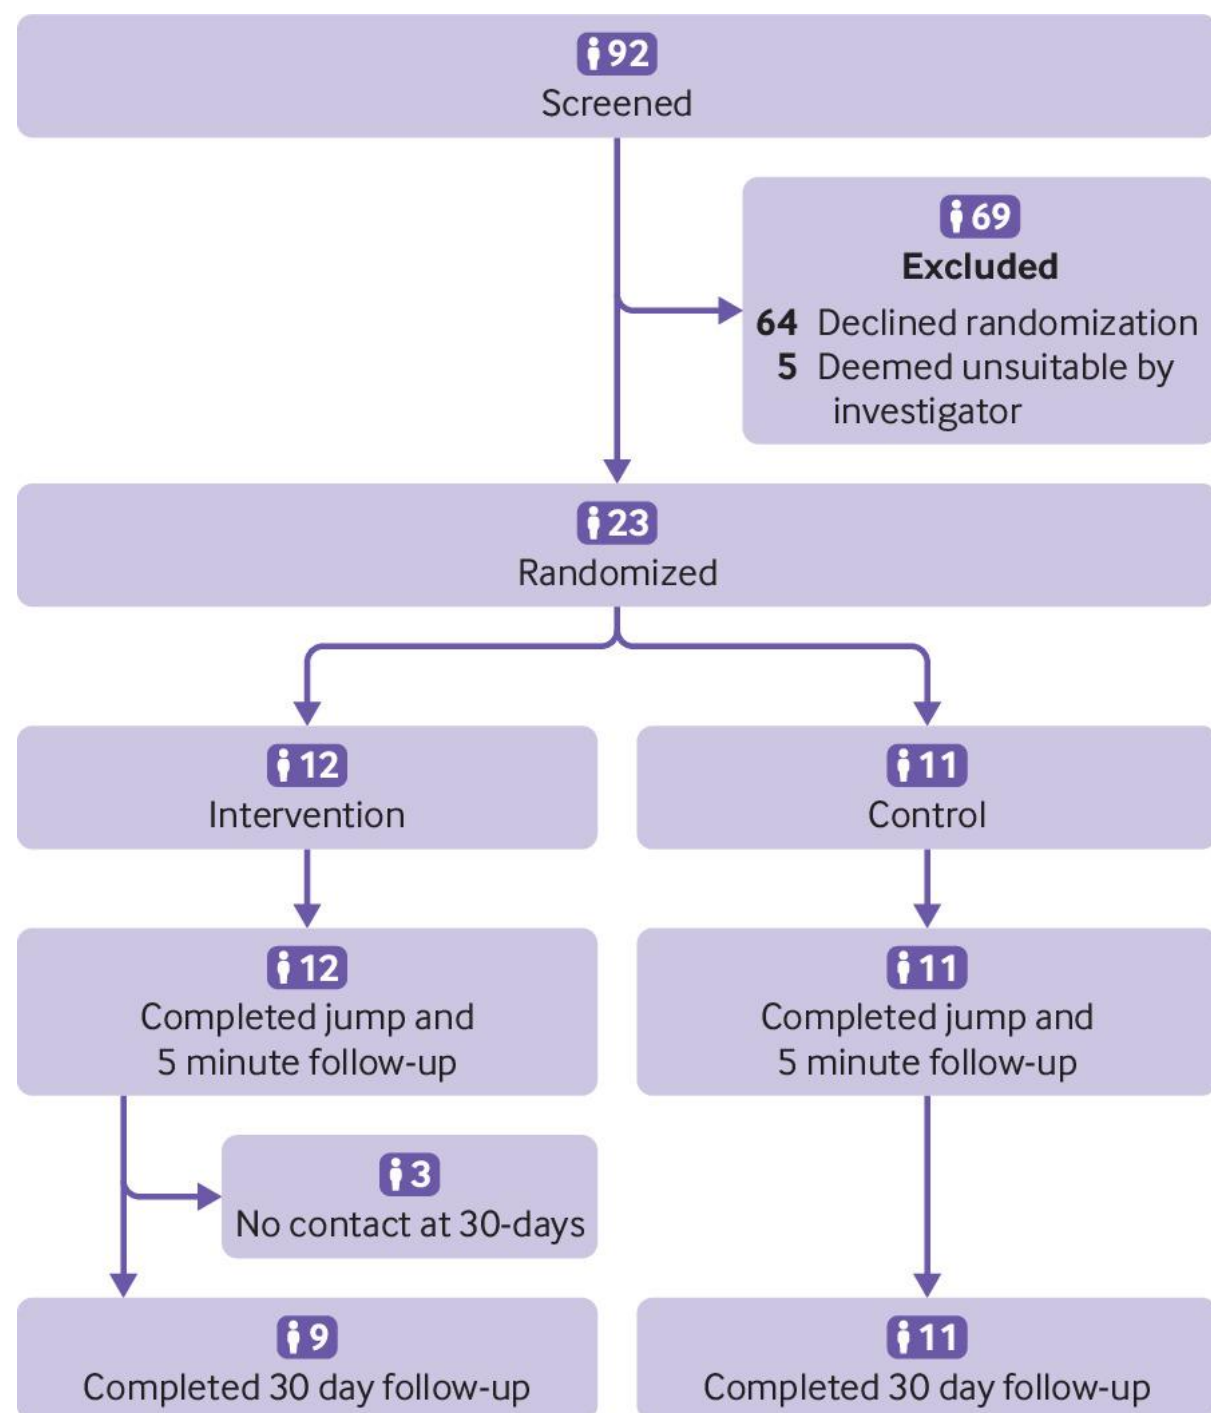 92
Screened
69
Excluded
64 Declined randomization
5 Deemed unsuitable by
investigator
23
Randomized
12
Intervention
11
Control
12
Completed jump and
5 minute follow-up
11
Completed jump and
5 minute follow-up
3
No contact at 30-days
9
Completed 30 day follow-up
11
Completed 30 day follow-up